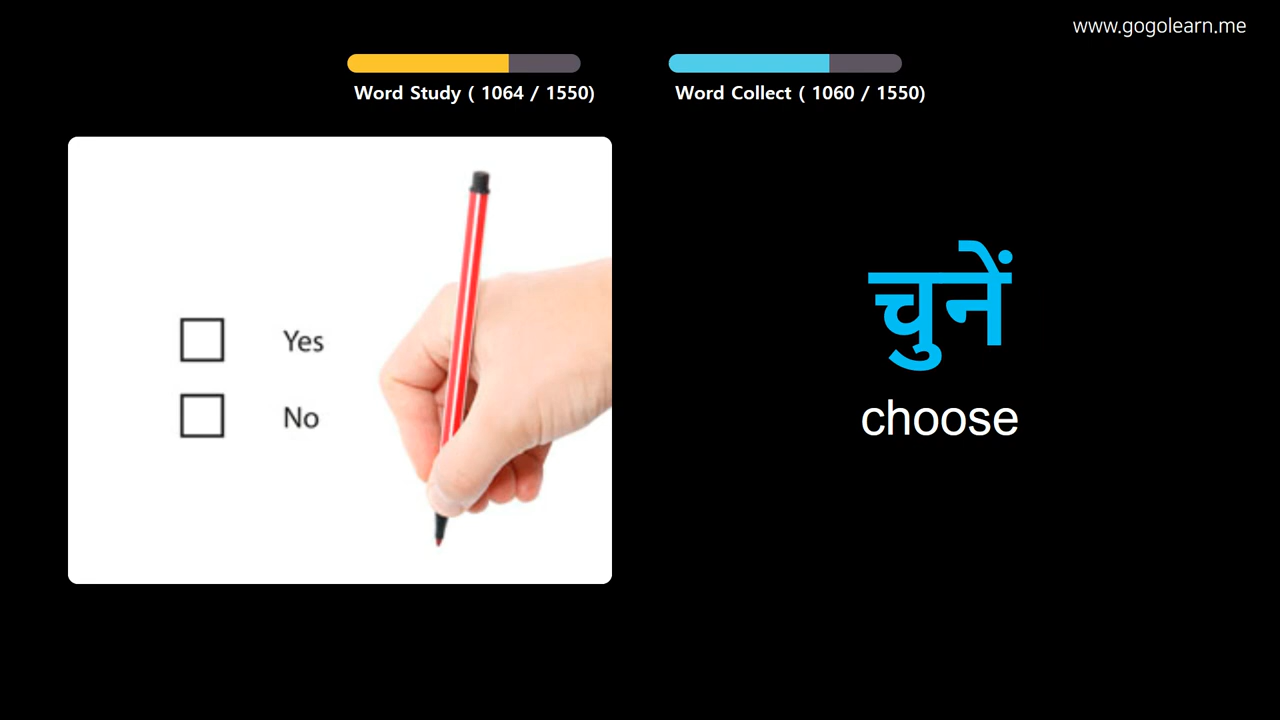 www.gogolearn.me
Word Study ( 1064 / 1550)
Word Collect ( 1060 / 1550)
Yes
No
चुनें
choose